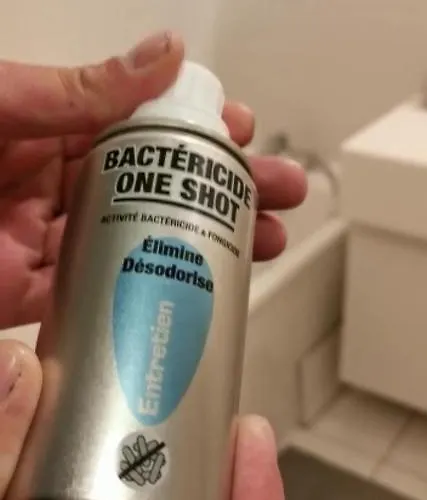 BACTÉRICIDE
ONE SHOT
ACTIVITÉ BACTÉRICIDE & FONGICIDE
Élimine
Désodorise
Entretien